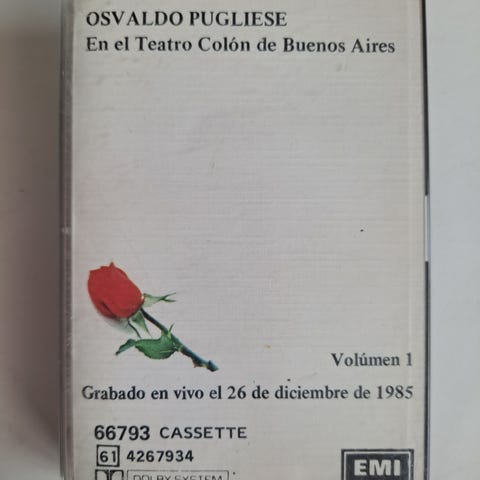 OSVALDO PUGLIESE
En el Teatro Colón de Buenos Aires
Volúmen 1
Grabado en vivo el 26 de diciembre de 1985
66793 CASSETTE
61 4267934
DOLBY SYSTEM
EMI